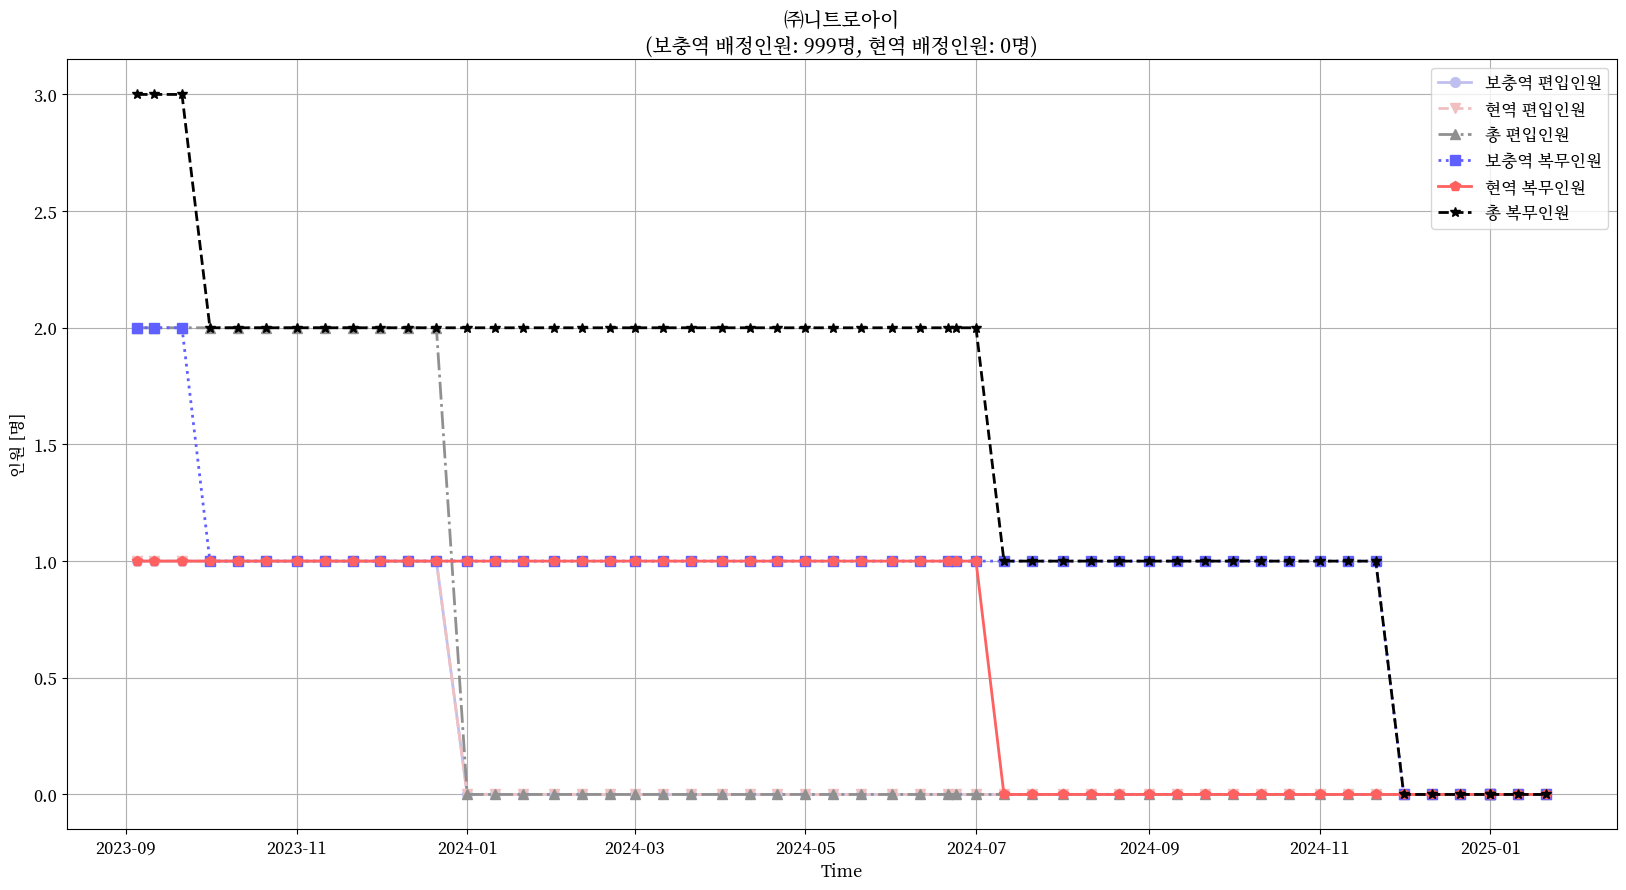 ㈜니트로아이
(보충역 배정인원: 999명, 현역 배정인원: 0명)
보충역 편입인원
현역 편입인원
총 편입인원
보충역 복무인원
현역 복무인원
총 복무인원
인원 [명]
3.0
2.5
2.0
1.5
1.0
0.5
0.0
2023-09
2023-11
2024-01
2024-03
2024-05
2024-07
2024-09
2024-11
2025-01
Time